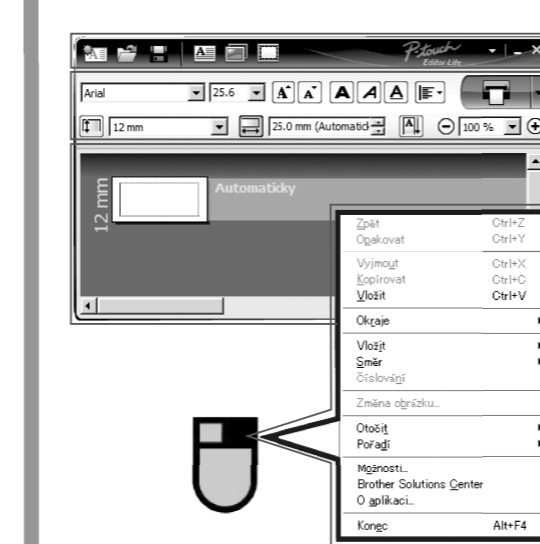 P-touch
Editor Lite
Arial
25.6
A A
A A A
12 mm
25.0 mm (Automatick
A
100 %
12 mm
Automaticky
Zpět Ctrl+Z
Opakovat Ctrl+Y
Vyjmout Ctrl+X
Kopírovat Ctrl+C
Vložit Ctrl+V
Okraje
Vložit
Směr
Číslování
Změna obrázku...
Otočit
Pořadí
Možnosti...
Brother Solutions Center
O aplikaci...
Konec Alt+F4